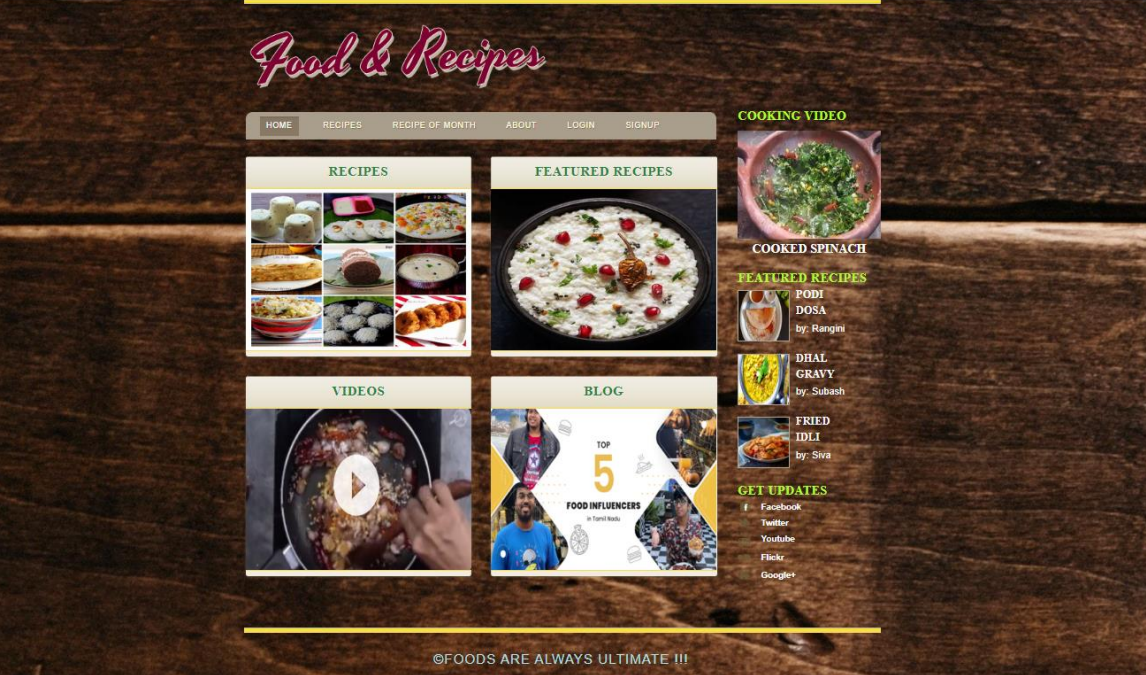 Food & Recipes
HOME RECIPES RECIPE OF MONTH ABOUT LOGIN SIGNUP
RECIPES
FEATURED RECIPES
VIDEOS
BLOG
TOP
5
FOOD INFLUENCERS
in Tamil Nadu
COOKING VIDEO
COOKED SPINACH
FEATURED RECIPES
PODI
DOSA
by: Rangini
DHAL
GRAVY
by: Subash
FRIED
IDLI
by: Siva
GET UPDATES
Facebook
Twitter
Youtube
Flickr
Google+
©FOODS ARE ALWAYS ULTIMATE !!!